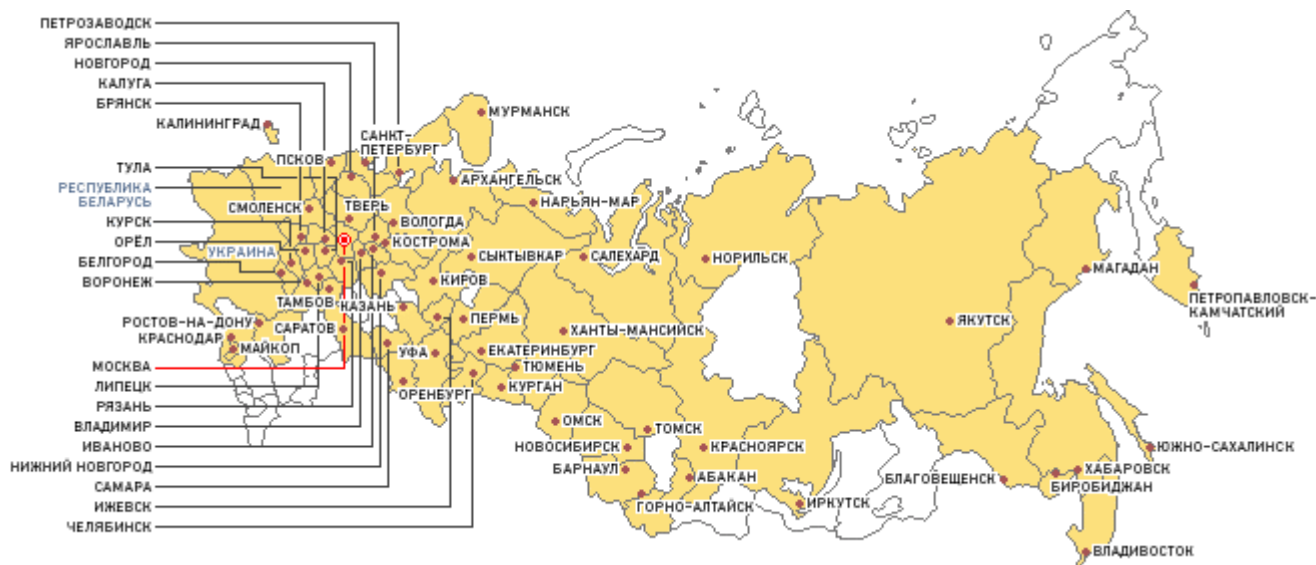 ПЕТРОЗАВОДСК
ЯРОСЛАВЛЬ
НОВГОРОД
КАЛУГА
БРЯНСК
КАЛИНИНГРАД
МУРМАНСК
САНКТ-
ПЕТЕРБУРГ
ПСКОВ
ТУЛА
РЕСПУБЛИКА
БЕЛАРУСЬ
АРХАНГЕЛЬСК
НАРЬЯН-МАР
СМОЛЕНСК
ТВЕРЬ
ВОЛОГДА
КУРСК
ОРЁЛ
УКРАИНА
КОСТРОМА
БЕЛГОРОД
СЫКТЫВКАР
САЛЕХАРД
НОРИЛЬСК
МАГАДАН
ВОРОНЕЖ
КИРОВ
ПЕТРОПАВЛОВСК-
КАМЧАТСКИЙ
ТАМБОВ
КАЗАНЬ
РОСТОВ-НА-ДОНУ
САРАТОВ
ПЕРМЬ
ХАНТЫ-МАНСИЙСК
ЯКУТСК
КРАСНОДАР
МАЙКОП
УФА
ЕКАТЕРИНБУРГ
МОСКВА
ТЮМЕНЬ
ЛИПЕЦК
ОРЕНБУРГ
КУРГАН
РЯЗАНЬ
ВЛАДИМИР
ОМСК
ТОМСК
ИВАНОВО
НОВОСИБИРСК
КРАСНОЯРСК
ЮЖНО-САХАЛИНСК
НИЖНИЙ НОВГОРОД
БАРНАУЛ
АБАКАН
БЛАГОВЕЩЕНСК
ХАБАРОВСК
БИРОБИДЖАН
САМАРА
ИЖЕВСК
ГОРНО-АЛТАЙСК
ИРКУТСК
ЧЕЛЯБИНСК
ВЛАДИВОСТОК